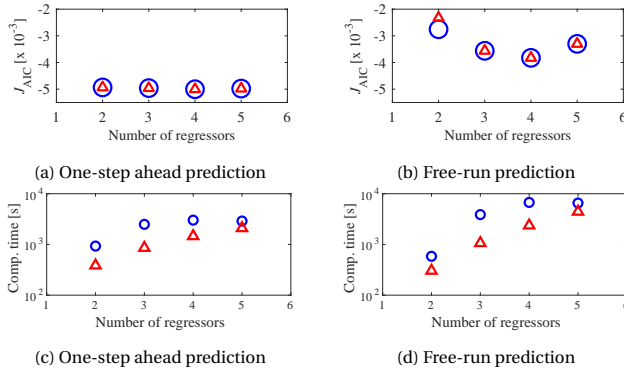 -2
-3
-4
-5
J_AIC [x 10^-3]
1 2 3 4 5 6
Number of regressors
(a) One-step ahead prediction
-2
-3
-4
-5
J_AIC [x 10^-3]
1 2 3 4 5 6
Number of regressors
(b) Free-run prediction
10^4
10^3
10^2
Comp. time [s]
1 2 3 4 5 6
Number of regressors
(c) One-step ahead prediction
10^4
10^3
10^2
Comp. time [s]
1 2 3 4 5 6
Number of regressors
(d) Free-run prediction